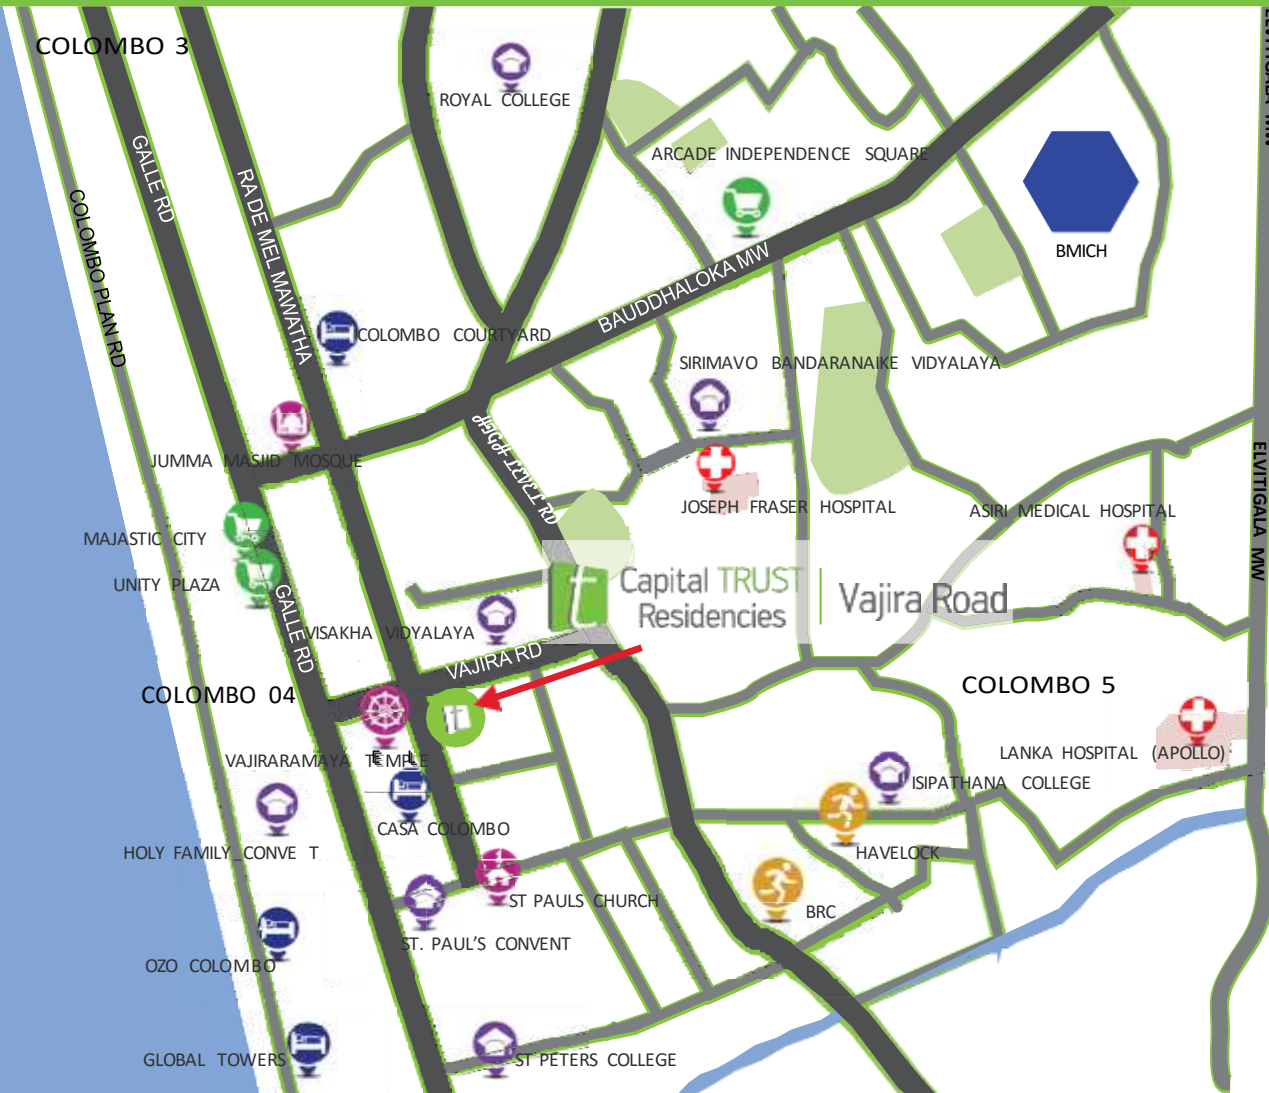 COLOMBO 3
ROYAL COLLEGE
GALLE RD
RA DE MEL MAWATHA
COLOMBO PLAN RD
ARCADE INDEPENDENCE SQUARE
BMICH
BAUDDHALOKA MW
COLOMBO COURTYARD
SIRIMAVO BANDARANAIKE VIDYALAYA
HIGH LEVEL RD
JUMMA MASJID MOSQUE
JOSEPH FRASER HOSPITAL
ASIRI MEDICAL HOSPITAL
ELVITIGALA MW
MAJASTIC CITY
UNITY PLAZA
GALLE RD
t Capital TRUST
Residencies
Vajira Road
VISAKHA VIDYALAYA
VAJIRA RD
COLOMBO 04
t
COLOMBO 5
VAJIRARAMAYA TEMPLE
E L
LANKA HOSPITAL (APOLLO)
ISIPATHANA COLLEGE
CASA COLOMBO
HOLY FAMILY CONVE T
HAVELOCK
ST PAULS CHURCH
BRC
ST. PAUL'S CONVENT
OZO COLOMBO
GLOBAL TOWERS
ST PETERS COLLEGE